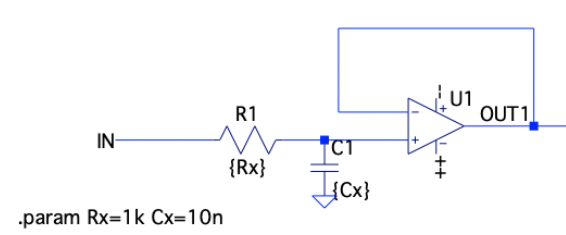 U1
R1
OUT1
IN
C1
{Rx}
{Cx}
.param Rx=1k Cx=10n